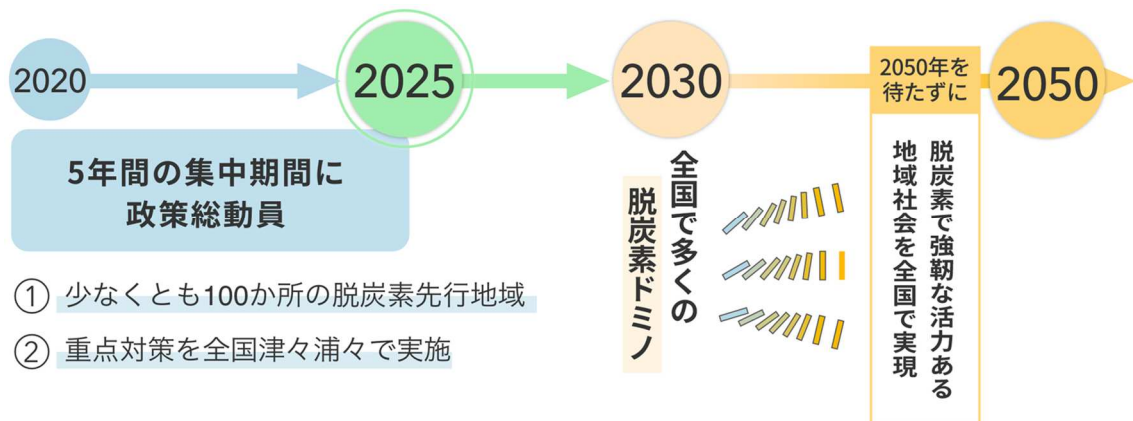 2020
2025
2030
2050年を
待たずに
2050
5年間の集中期間に
政策総動員
① 少なくとも100か所の脱炭素先行地域
② 重点対策を全国津々浦々で実施
全国で多くの
脱炭素ドミノ
脱炭素で強靭な活力ある
地域社会を全国で実現